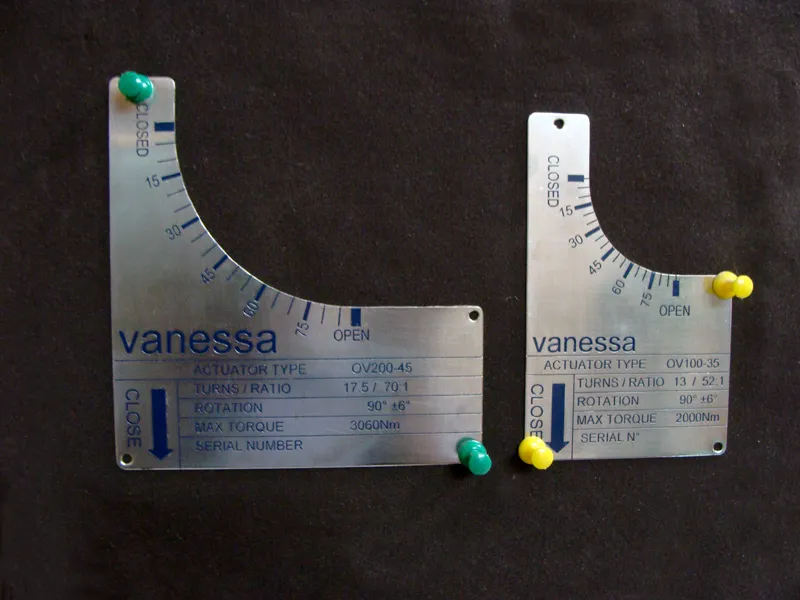 CLOSED
15
30
45
60
75
OPEN
vanessa
ACTUATOR TYPE OV200-45
TURNS / RATIO 17.5 / 70:1
ROTATION 90° ±6°
MAX TORQUE 3060Nm
SERIAL NUMBER
CLOSE
CLOSED
15
30
45
60
75
OPEN
vanessa
ACTUATOR TYPE OV100-35
TURNS / RATIO 13 / 52:1
ROTATION 90° ±6°
MAX TORQUE 2000Nm
SERIAL N°
CLOSE